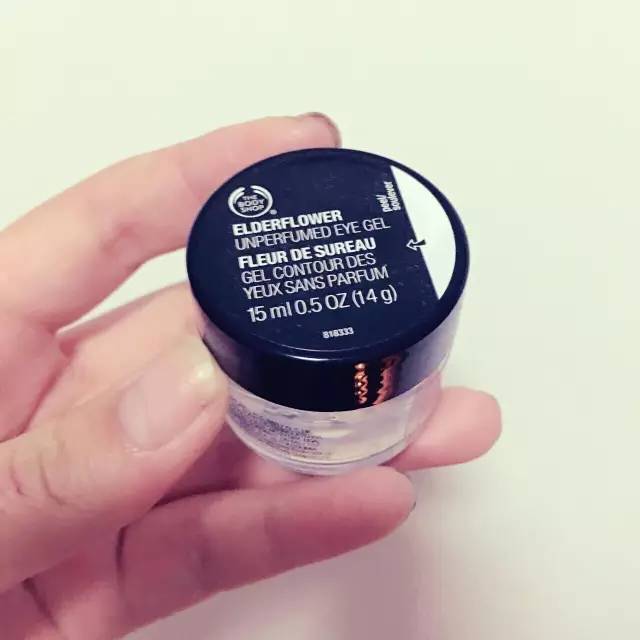 THE
BODY
SHOP®
ELDERFLOWER
UNPERFUMED EYE GEL
FLEUR DE SUREAU
GEL CONTOUR DES
YEUX SANS PARFUM
15 ml 0.5 OZ (14 g)
818333
peel/
soulever